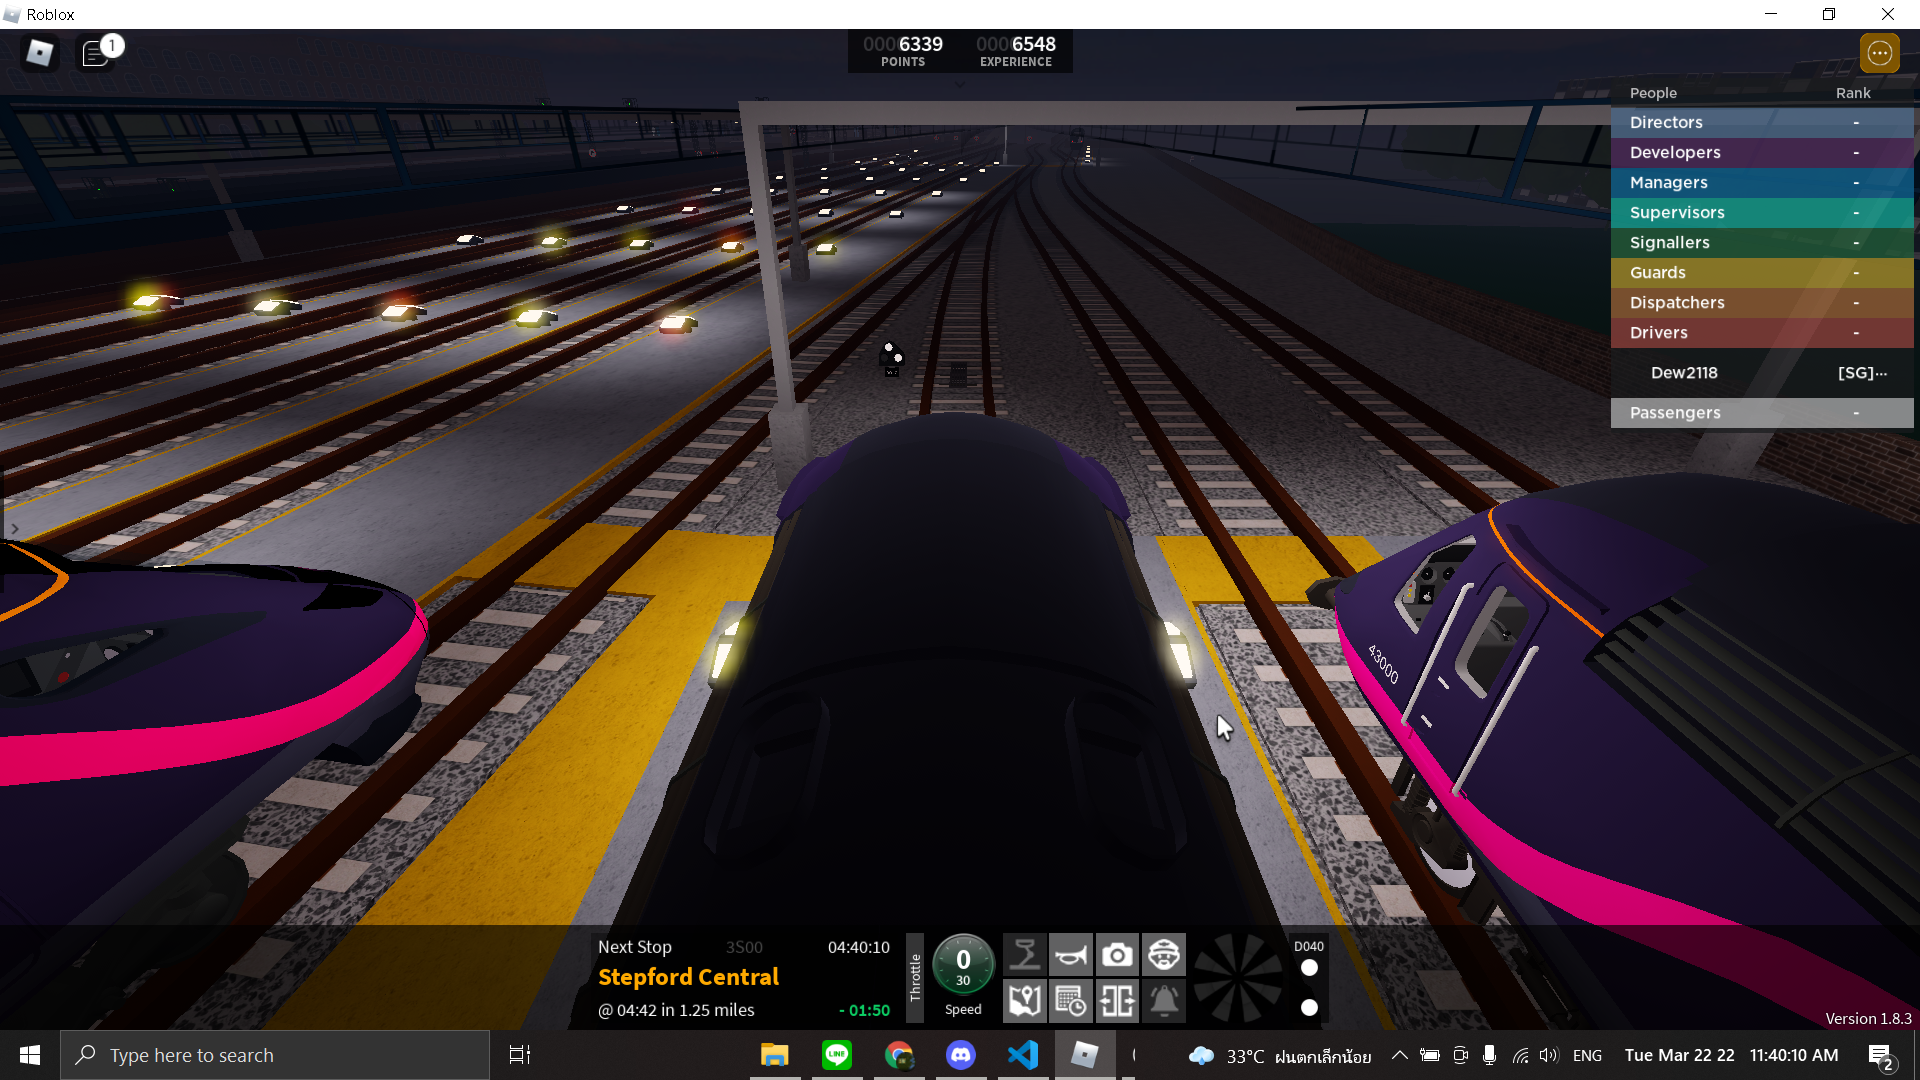 Roblox
1
0006339
POINTS
0006548
EXPERIENCE
People Rank
Directors -
Developers -
Managers -
Supervisors -
Signallers -
Guards -
Dispatchers -
Drivers -
Dew2118 [SG]...
Passengers -
43000
Next Stop 3S00 04:40:10
Stepford Central
@ 04:42 in 1.25 miles - 01:50
Throttle
0
30
Speed
D040
Version 1.8.3
Type here to search
LINE
33°C ฝนตกเล็กน้อย
ENG
Tue Mar 22 22 11:40:10 AM
2